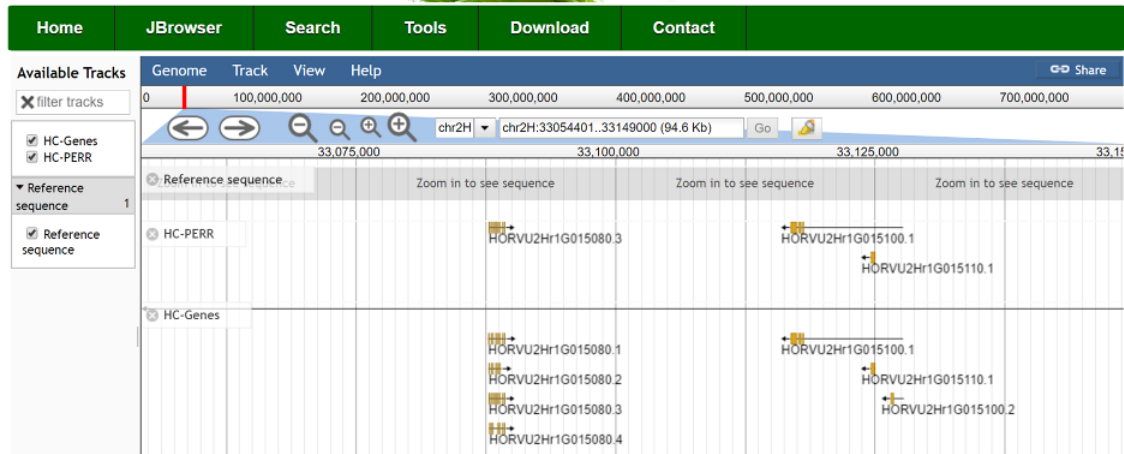 Home JBrowser Search Tools Download Contact
Available Tracks
filter tracks
HC-Genes
HC-PERR
Reference
sequence 1
Reference
sequence
Genome Track View Help Share
0 100,000,000 200,000,000 300,000,000 400,000,000 500,000,000 600,000,000 700,000,000
chr2H chr2H:33054401..33149000 (94.6 Kb) Go
33,075,000 33,100,000 33,125,000 33,15
Reference sequence Zoom in to see sequence Zoom in to see sequence Zoom in to see sequence
HC-PERR
HORVU2Hr1G015080.3 HORVU2Hr1G015100.1
HORVU2Hr1G015110.1
HC-Genes
HORVU2Hr1G015080.1 HORVU2Hr1G015100.1
HORVU2Hr1G015080.2 HORVU2Hr1G015110.1
HORVU2Hr1G015080.3 HORVU2Hr1G015100.2
HORVU2Hr1G015080.4